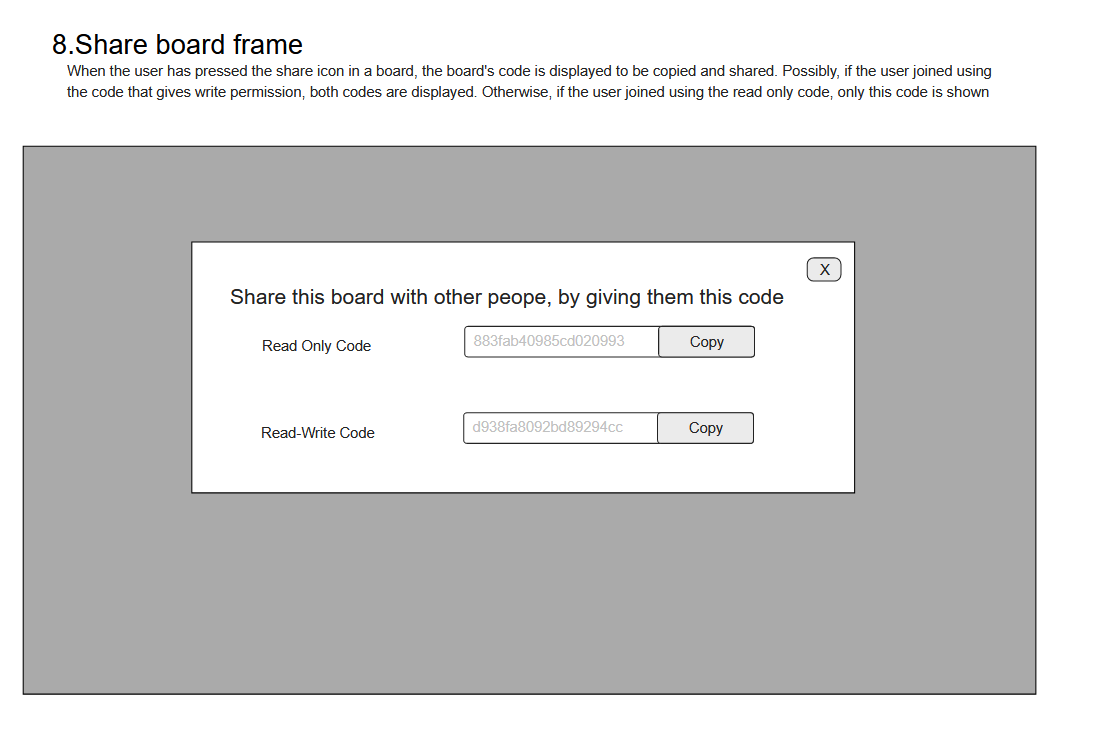 8.Share board frame
When the user has pressed the share icon in a board, the board's code is displayed to be copied and shared. Possibly, if the user joined using
the code that gives write permission, both codes are displayed. Otherwise, if the user joined using the read only code, only this code is shown
X
Share this board with other peope, by giving them this code
Read Only Code 883fab40985cd020993 Copy
Read-Write Code d938fa8092bd89294cc Copy